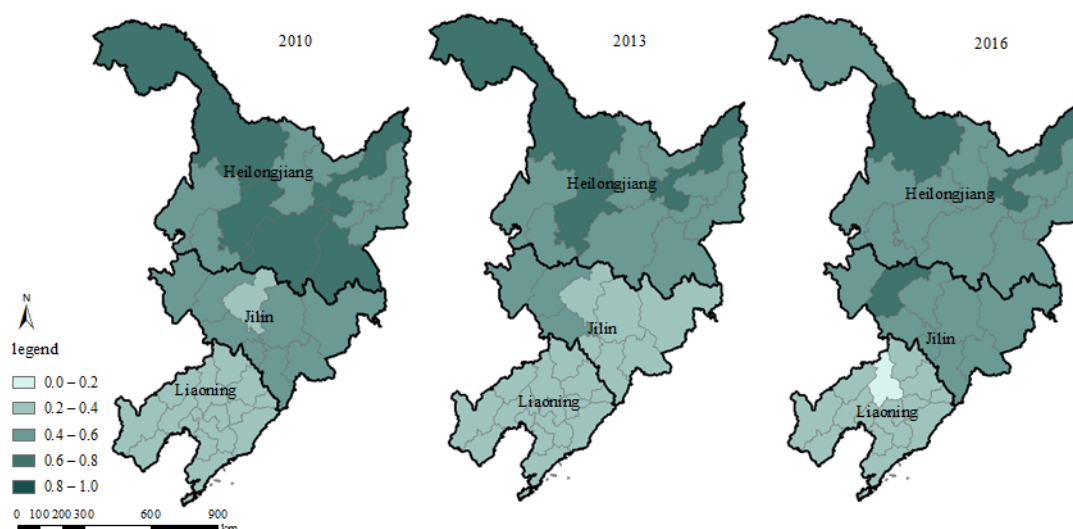 2010
2013
2016
Heilongjiang
Heilongjiang
Heilongjiang
N
Jilin
Jilin
Jilin
legend
Liaoning
Liaoning
Liaoning
0.0 – 0.2
0.2 – 0.4
0.4 – 0.6
0.6 – 0.8
0.8 – 1.0
0 100 200 300 600 900
km